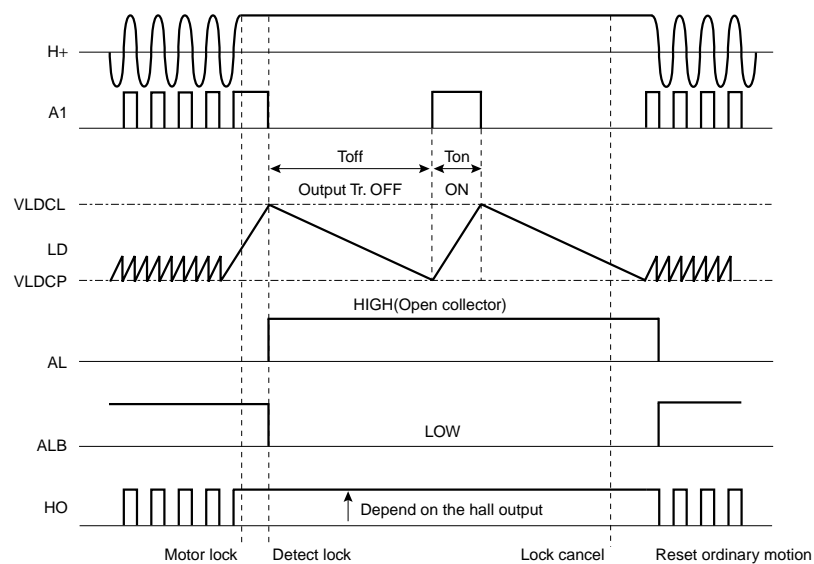 H+
A1
Toff
Ton
Output Tr. OFF
ON
VLDCL
LD
VLDCP
HIGH(Open collector)
AL
LOW
ALB
HO
Depend on the hall output
Motor lock
Detect lock
Lock cancel
Reset ordinary motion